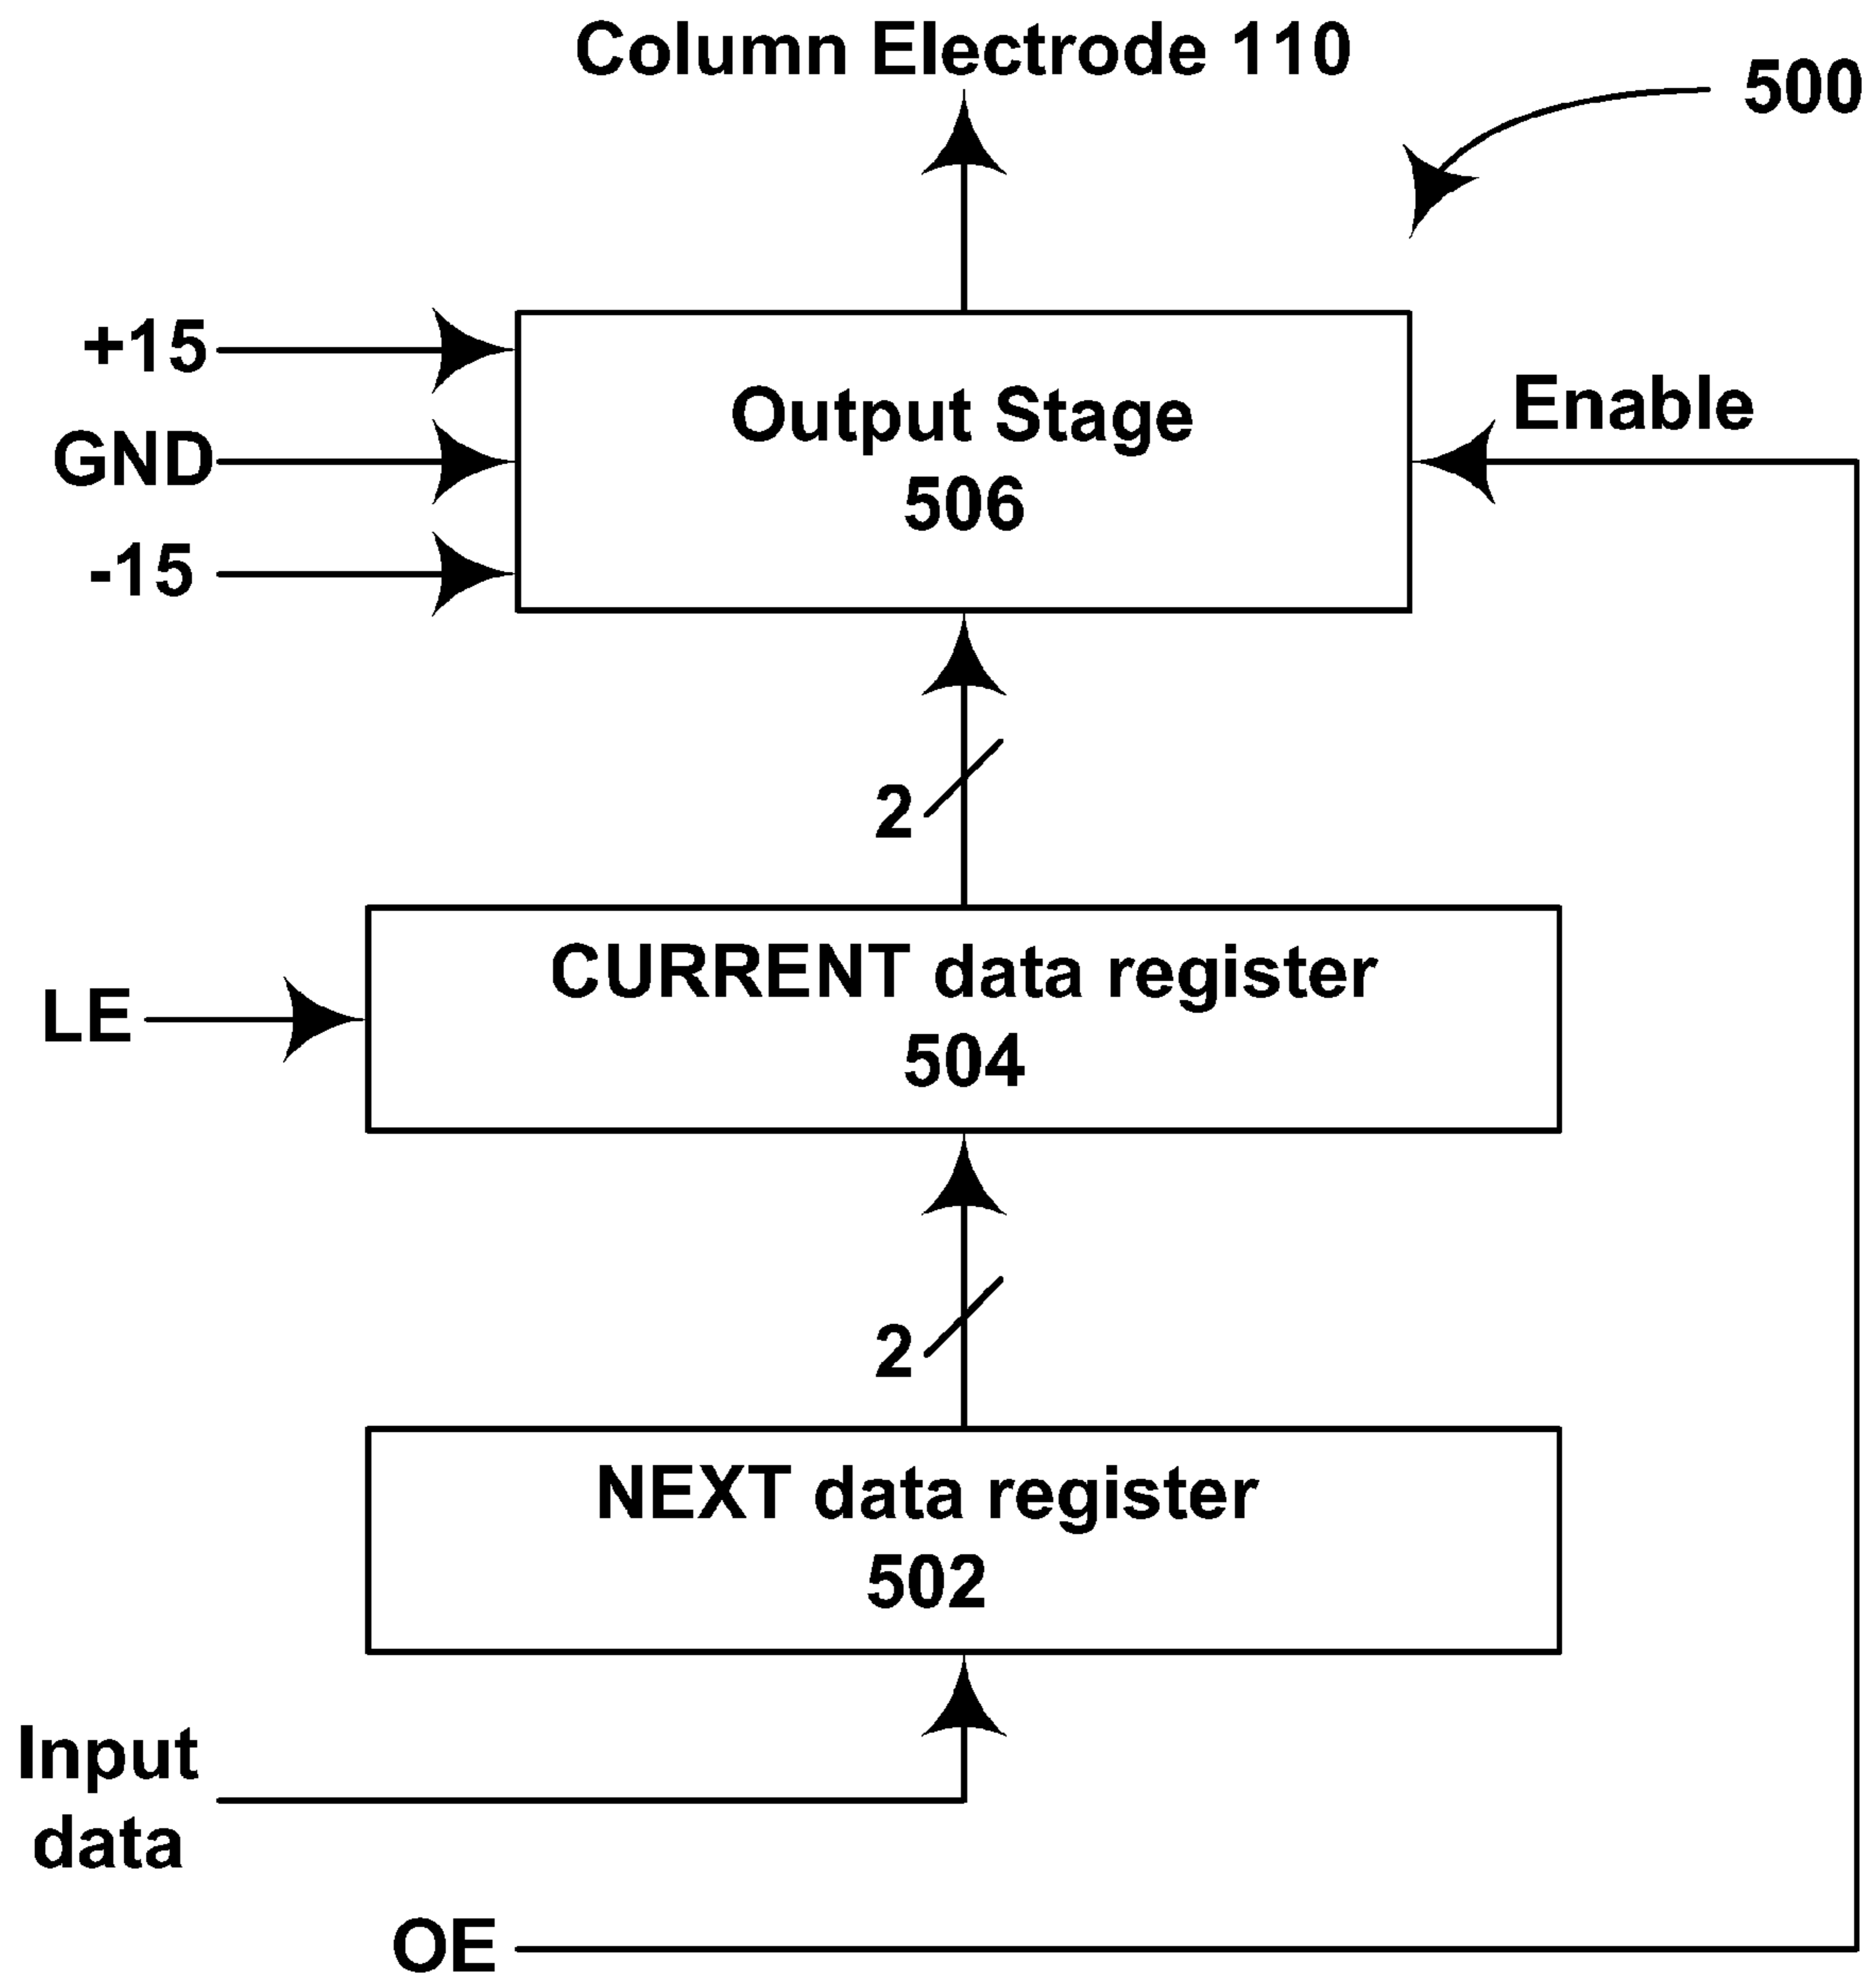 Column Electrode 110
500
+15
GND
-15
Output Stage
506
Enable
2
LE
CURRENT data register
504
2
NEXT data register
502
Input
data
OE